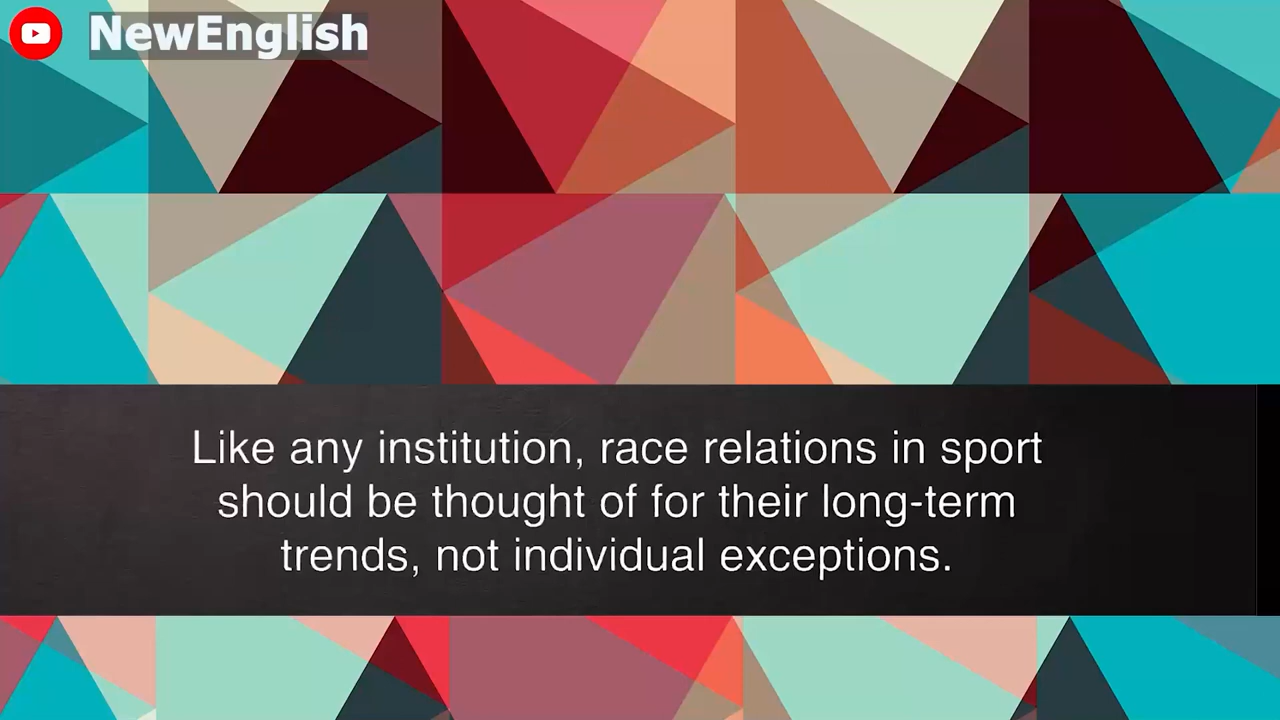 NewEnglish
Like any institution, race relations in sport
should be thought of for their long-term
trends, not individual exceptions.